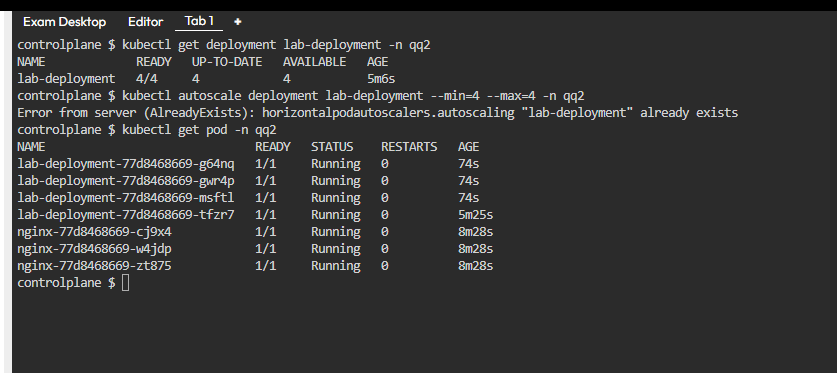 Exam Desktop Editor Tab 1 +
controlplane $ kubectl get deployment lab-deployment -n qq2
NAME READY UP-TO-DATE AVAILABLE AGE
lab-deployment 4/4 4 4 5m6s
controlplane $ kubectl autoscale deployment lab-deployment --min=4 --max=4 -n qq2
Error from server (AlreadyExists): horizontalpodautoscalers.autoscaling "lab-deployment" already exists
controlplane $ kubectl get pod -n qq2
NAME READY STATUS RESTARTS AGE
lab-deployment-77d8468669-g64nq 1/1 Running 0 74s
lab-deployment-77d8468669-gwr4p 1/1 Running 0 74s
lab-deployment-77d8468669-msftl 1/1 Running 0 74s
lab-deployment-77d8468669-tfzr7 1/1 Running 0 5m25s
nginx-77d8468669-cj9x4 1/1 Running 0 8m28s
nginx-77d8468669-w4jdp 1/1 Running 0 8m28s
nginx-77d8468669-zt875 1/1 Running 0 8m28s
controlplane $